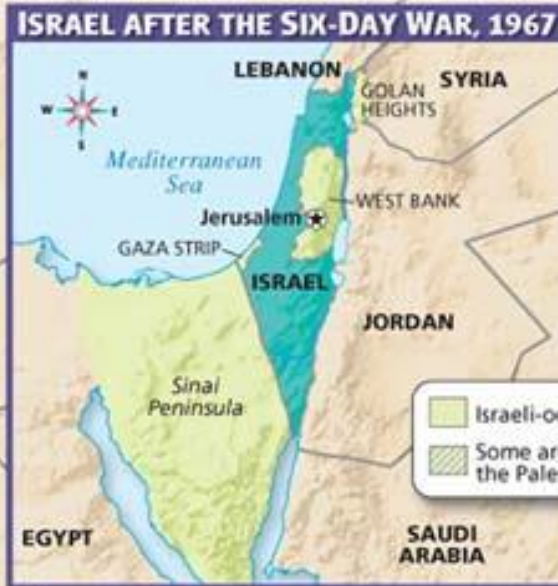 ISRAEL AFTER THE SIX-DAY WAR, 1967
N
W
E
S
LEBANON
SYRIA
GOLAN
HEIGHTS
Mediterranean
Sea
WEST BANK
Jerusalem
GAZA STRIP
ISRAEL
JORDAN
Sinai
Peninsula
Israeli-o
Some ar
the Pale
EGYPT
SAUDI
ARABIA